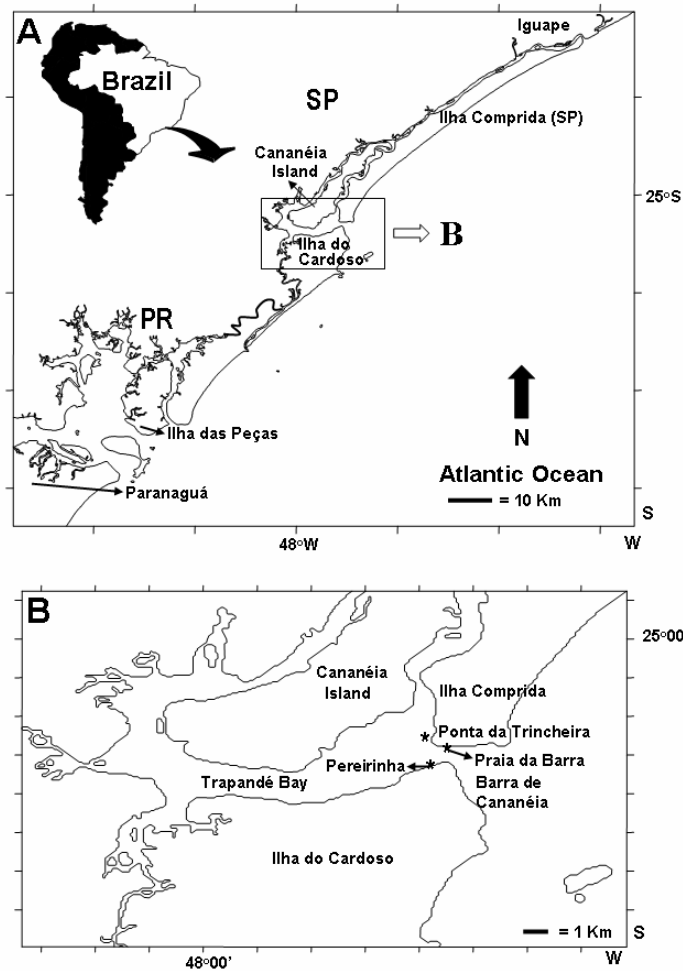 A
Brazil
SP
Iguape
Ilha Comprida (SP)
Cananéia
Island
25°S
B
Ilha do
Cardoso
PR
Ilha das Peças
N
Paranaguá
Atlantic Ocean
= 10 Km
S
48°W
W
B
25°00
Cananéia
Island
Ilha Comprida
Ponta da Trincheira
Pereirinha
Praia da Barra
Trapandé Bay
Barra de
Cananéia
Ilha do Cardoso
= 1 Km
S
48°00'
W